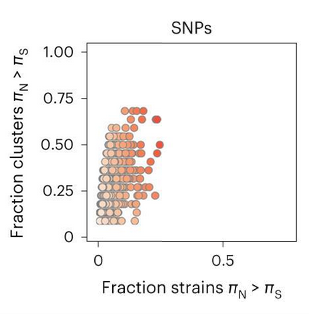 SNPs
Fraction clusters πN > πS
1.00
0.75
0.50
0.25
0
0
0.5
Fraction strains πN > πS